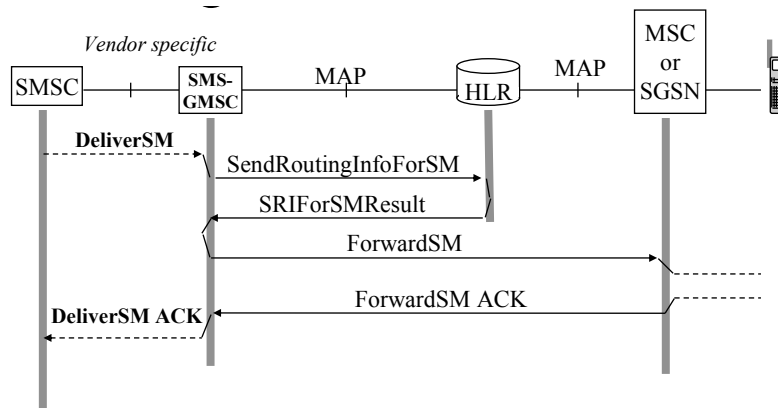 Vendor specific
SMSC
SMS-
GMSC
MAP
HLR
MAP
MSC
or
SGSN
DeliverSM
SendRoutingInfoForSM
SRIForSMResult
ForwardSM
ForwardSM ACK
DeliverSM ACK